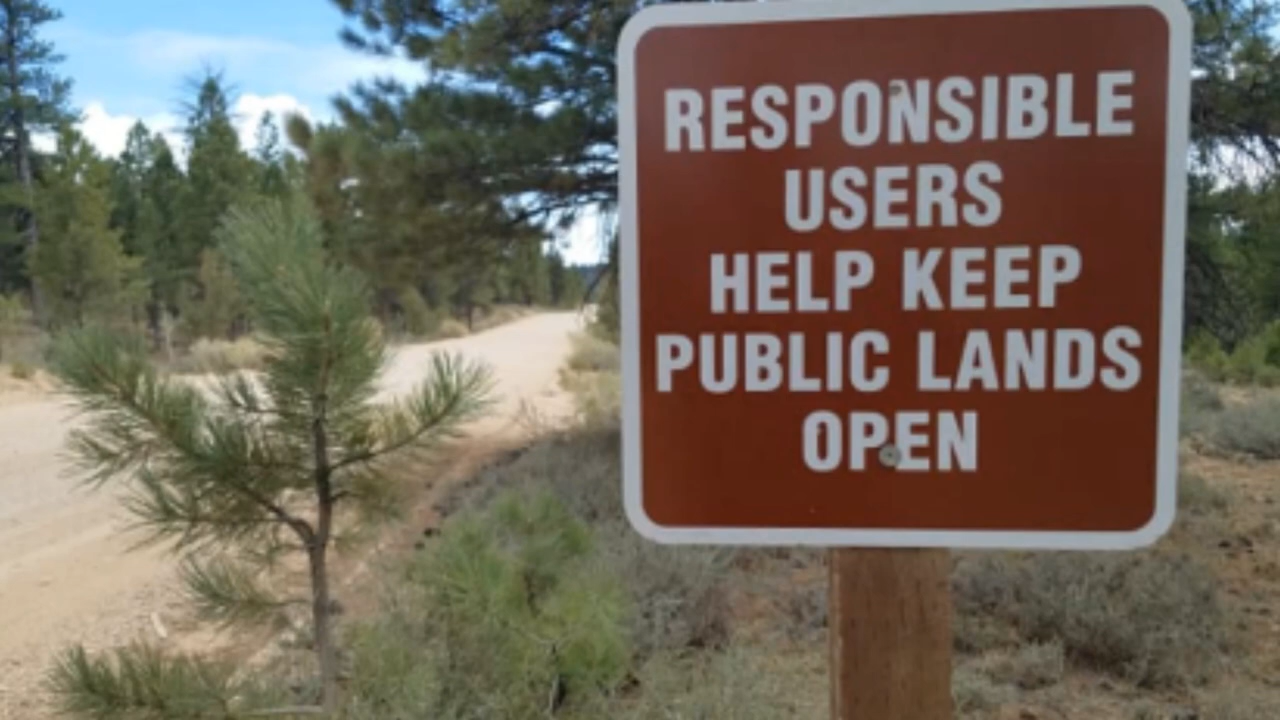 RESPONSIBLE
USERS
HELP KEEP
PUBLIC LANDS
OPEN